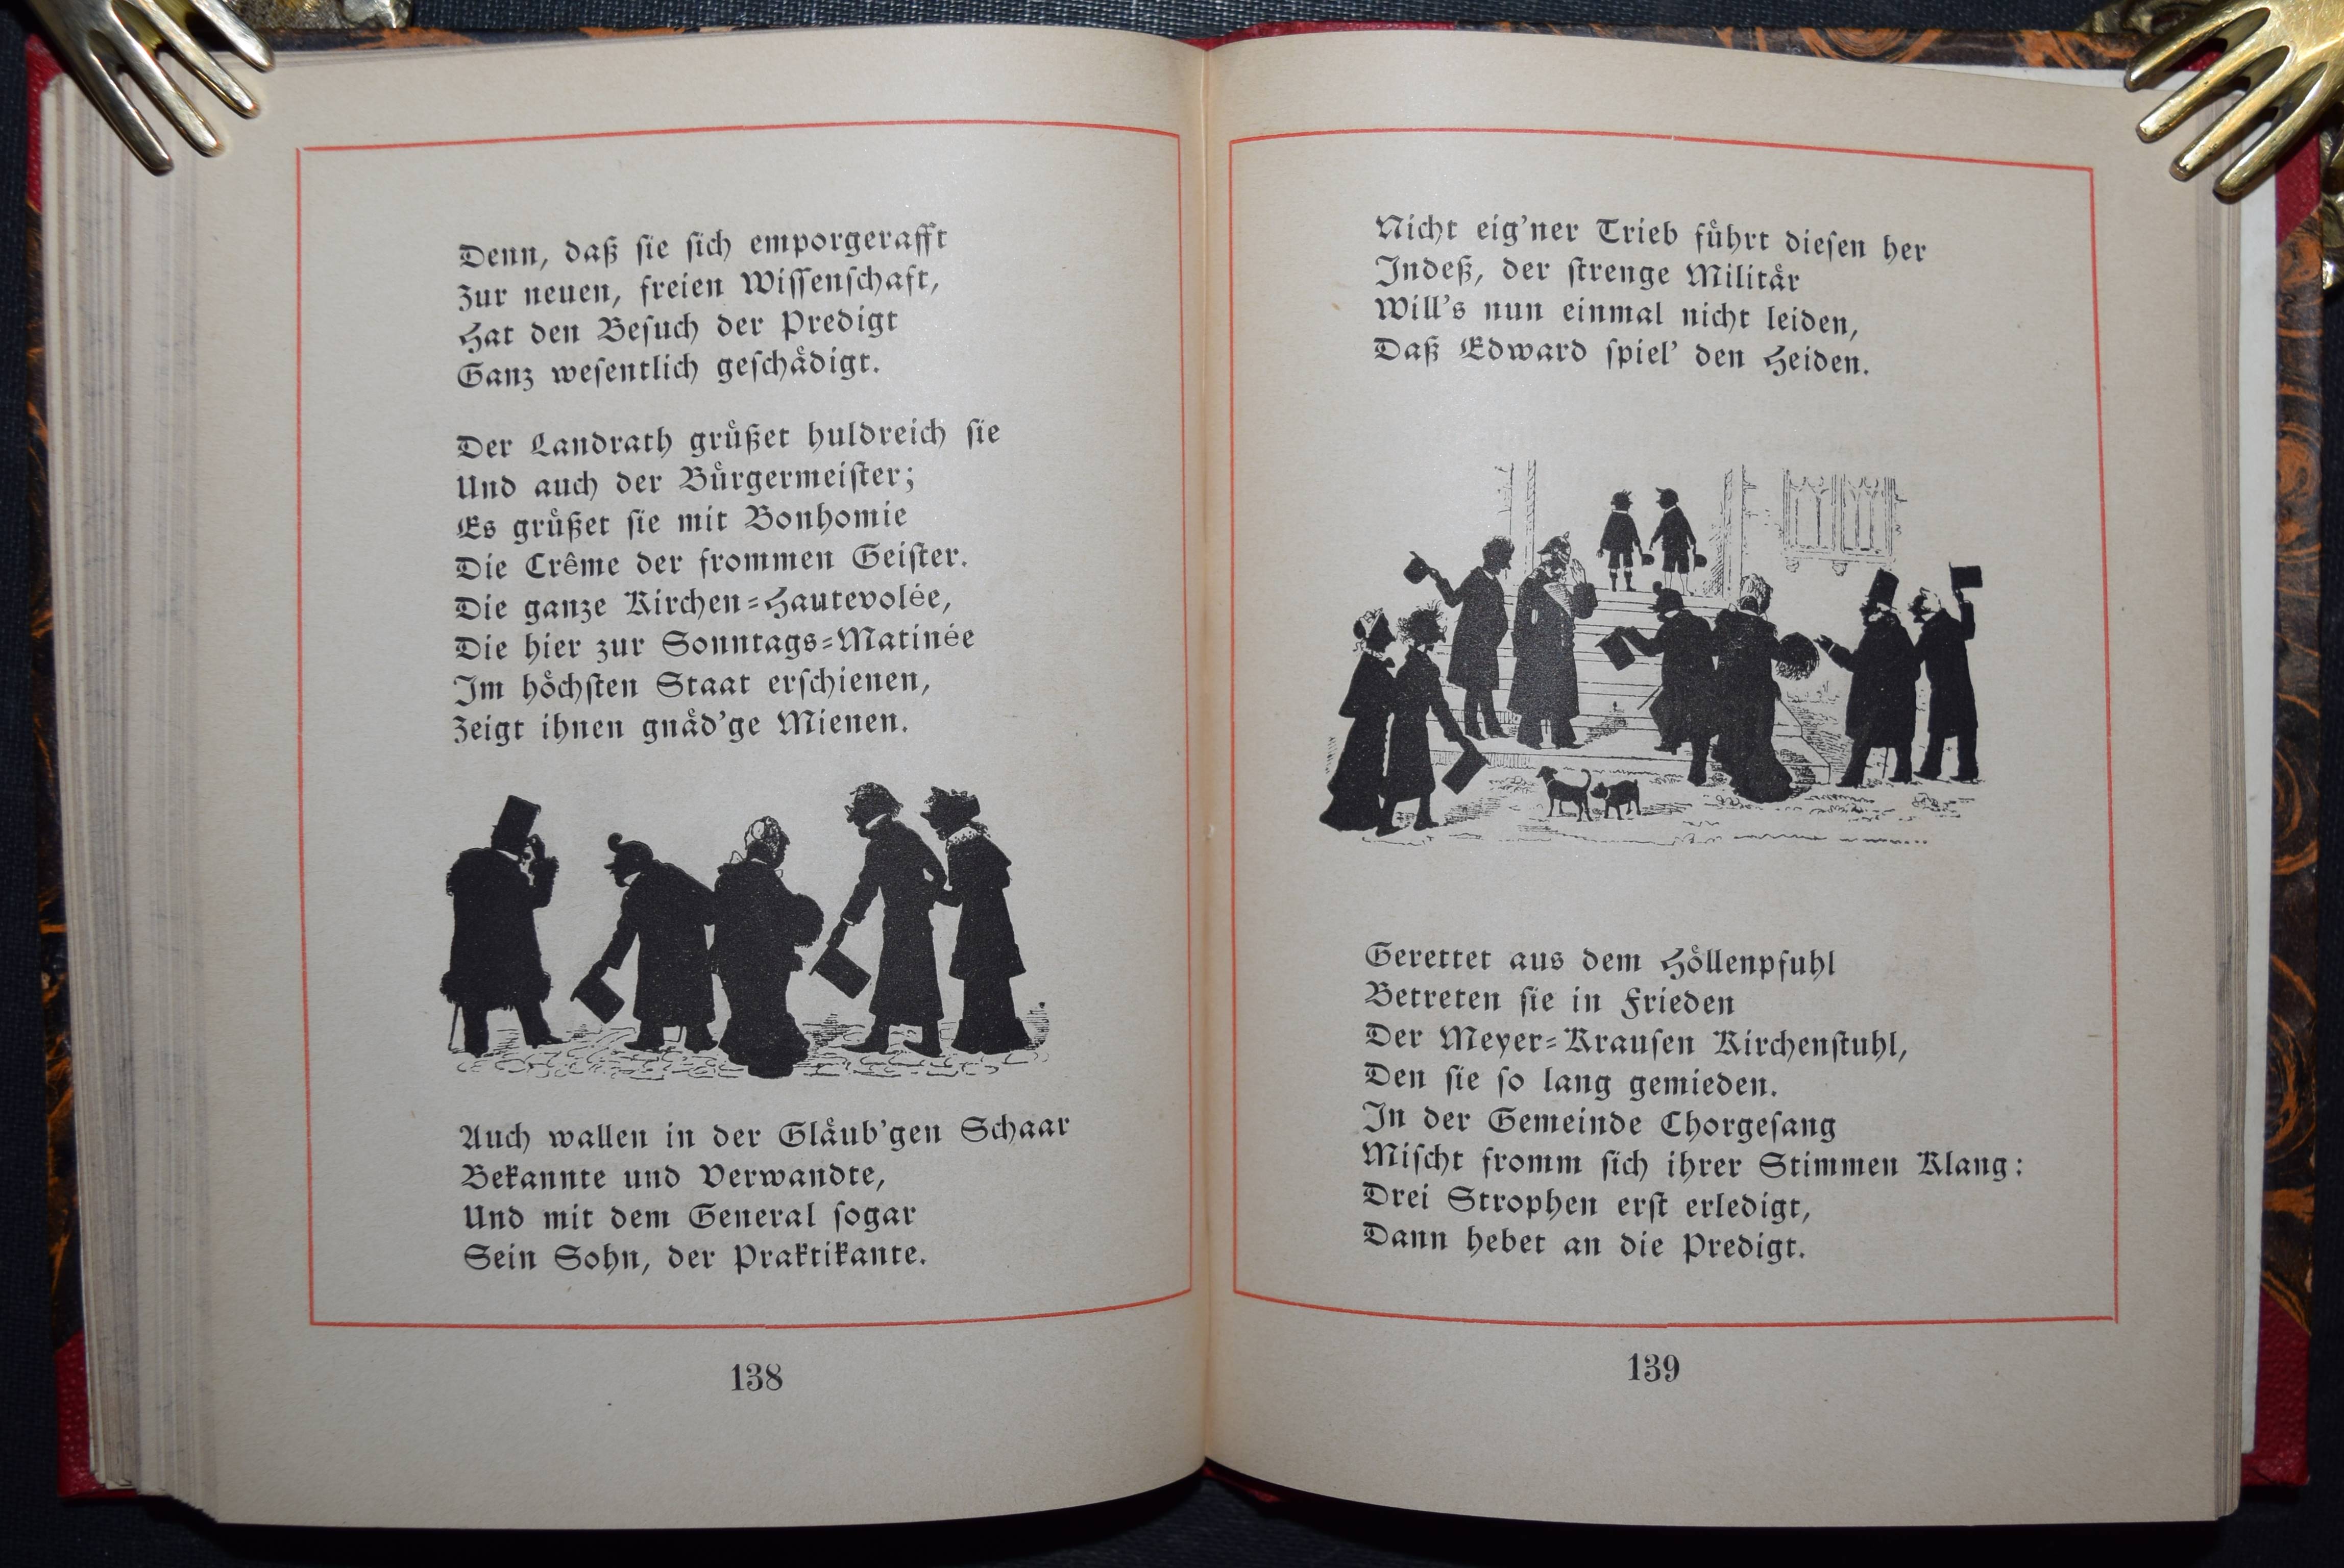 Denn, daß sie sich emporgerafft
Zur neuen, freien Wissenschaft,
Hat den Besuch der Predigt
Ganz wesentlich geschädigt.
Der Landrath grüßet huldreich sie
Und auch der Bürgermeister;
Es grüßet sie mit Bonhomie
Die Crême der frommen Geister.
Die ganze Kirchen-Hautevolée,
Die hier zur Sonntags-Matinée
Im höchsten Staat erschienen,
Zeigt ihnen gnäd'ge Mienen.
Auch wallen in der Gläub'gen Schaar
Bekannte und Verwandte,
Und mit dem General sogar
Sein Sohn, der Praktikante.
138
Nicht eig'ner Trieb führt diesen her
Indeß, der strenge Militär
Will's nun einmal nicht leiden,
Daß Edward spiel' den Heiden.
Gerettet aus dem Höllenpfuhl
Betreten sie in Frieden
Der Meyer-Krausen Kirchenstuhl,
Den sie so lang gemieden.
In der Gemeinde Chorgesang
Mischt fromm sich ihrer Stimmen Klang:
Drei Strophen erst erledigt,
Dann hebet an die Predigt.
139